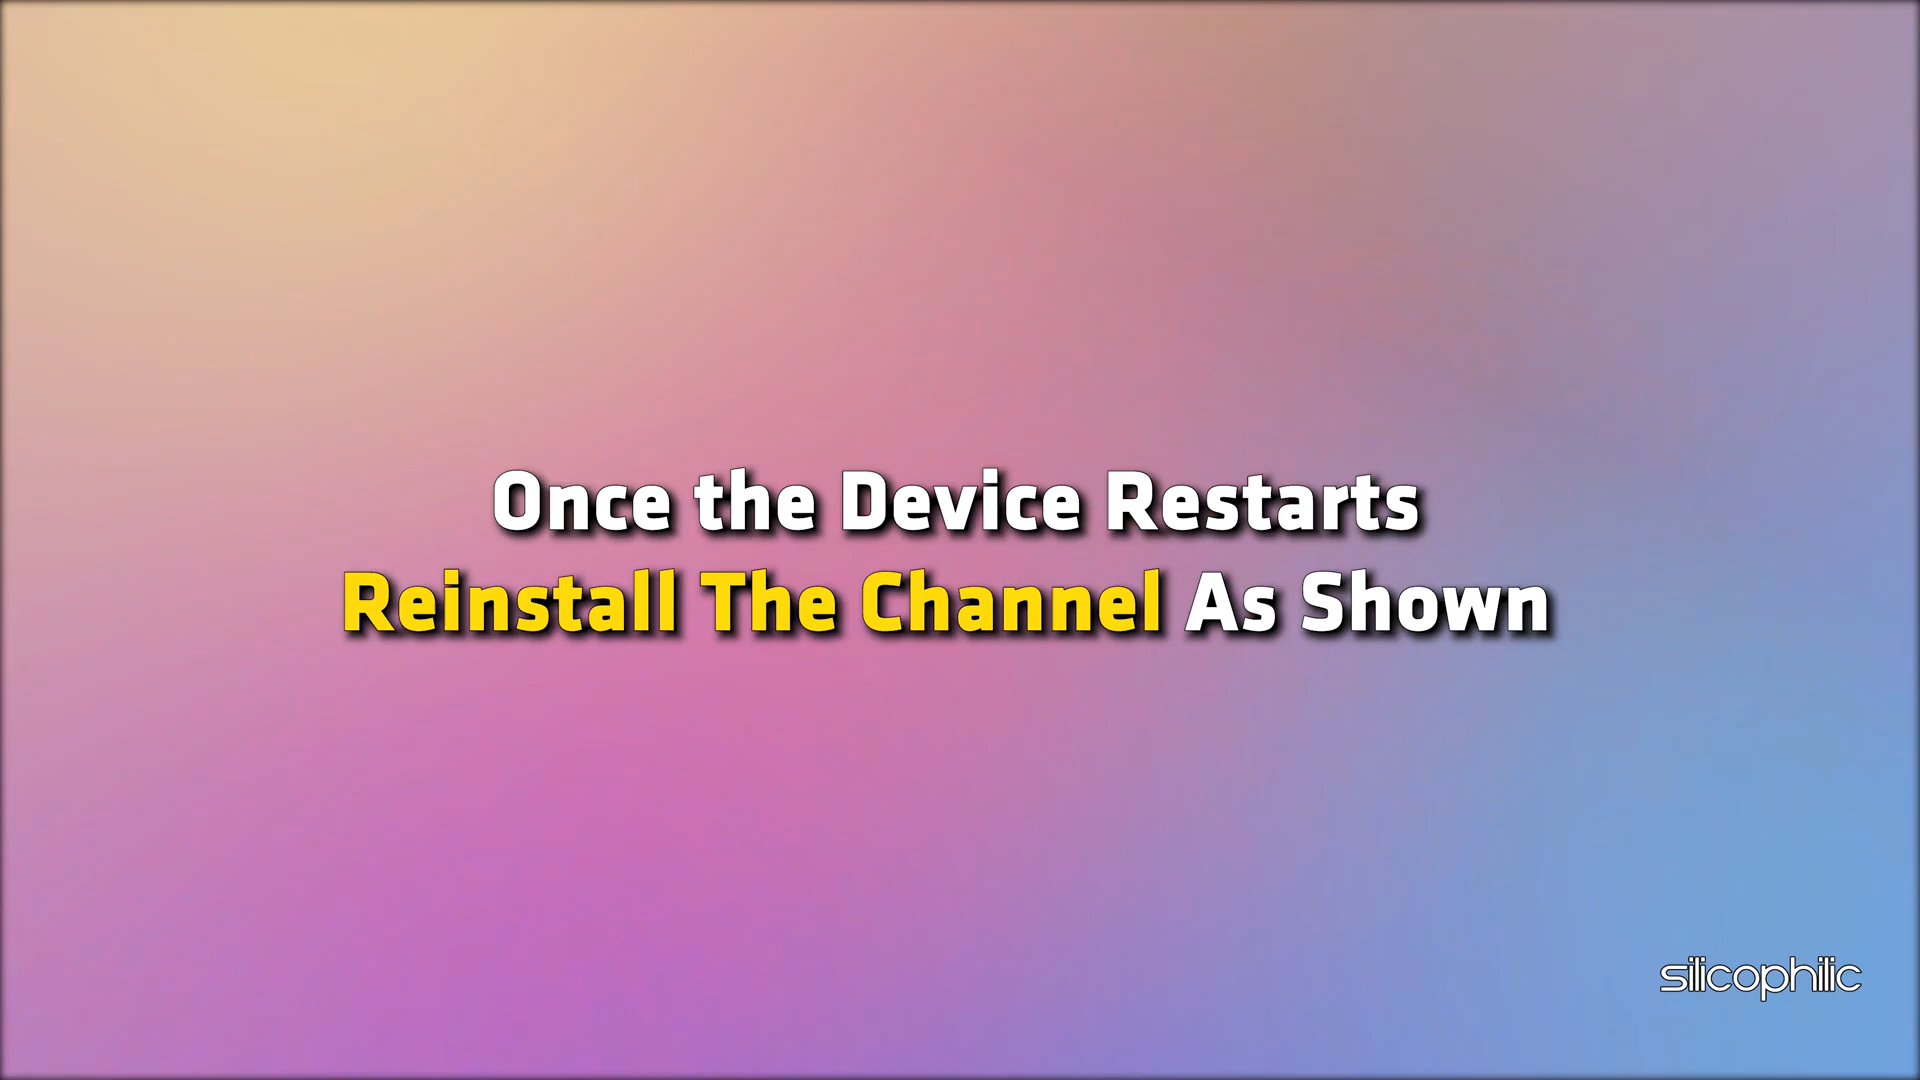 Once the Device Restarts
Reinstall The Channel As Shown
silicophilic